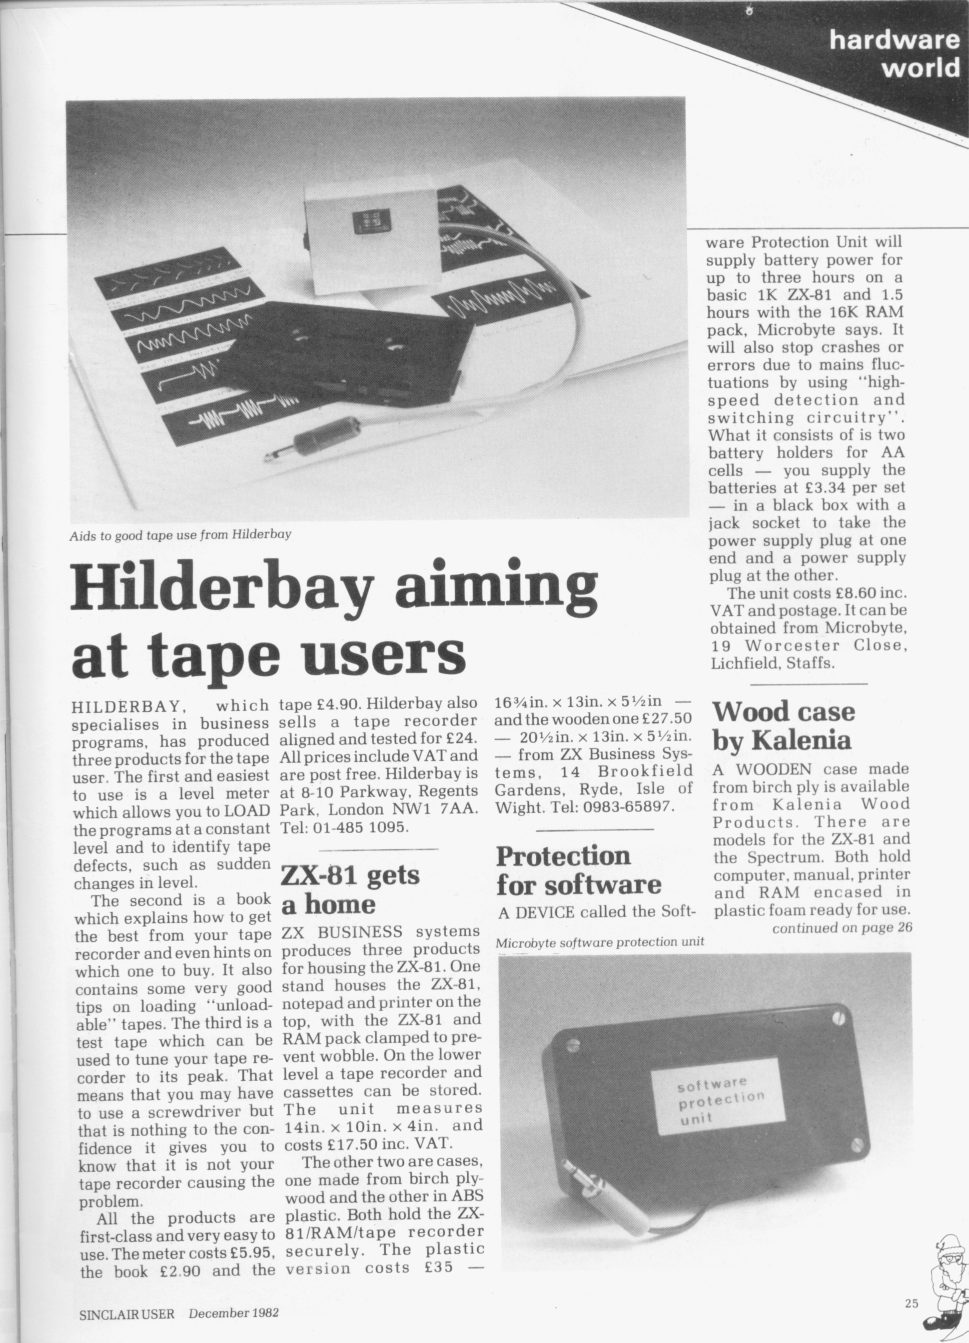 hardware
world
Aids to good tape use from Hilderbay
Hilderbay aiming
at tape users
HILDERBAY, which
specialises in business
programs, has produced
three products for the tape
user. The first and easiest
to use is a level meter
which allows you to LOAD
the programs at a constant
level and to identify tape
defects, such as sudden
changes in level.
The second is a book
which explains how to get
the best from your tape
recorder and even hints on
which one to buy. It also
contains some very good
tips on loading "unload-
able" tapes. The third is a
test tape which can be
used to tune your tape re-
corder to its peak. That
means that you may have
to use a screwdriver but
that is nothing to the con-
fidence it gives you to
know that it is not your
tape recorder causing the
problem.
All the products are
first-class and very easy to
use. The meter costs £5.95,
the book £2.90 and the
tape £4.90. Hilderbay also
sells a tape recorder
aligned and tested for £24.
All prices include VAT and
are post free. Hilderbay is
at 8-10 Parkway, Regents
Park, London NW1 7AA.
Tel: 01-485 1095.
ZX-81 gets
a home
ZX BUSINESS systems
produces three products
for housing the ZX-81. One
stand houses the ZX-81,
notepad and printer on the
top, with the ZX-81 and
RAM pack clamped to pre-
vent wobble. On the lower
level a tape recorder and
cassettes can be stored.
The unit measures
14in. × 10in. × 4in. and
costs £17.50 inc. VAT.
The other two are cases,
one made from birch ply-
wood and the other in ABS
plastic. Both hold the ZX-
81/RAM/tape recorder
securely. The plastic
version costs £35 —
16¾in. × 13in. × 5½in —
and the wooden one £27.50
— 20½in. × 13in. × 5½in.
— from ZX Business Sys-
tems, 14 Brookfield
Gardens, Ryde, Isle of
Wight. Tel: 0983-65897.
Protection
for software
A DEVICE called the Soft-
Microbyte software protection unit
software
protection
unit
ware Protection Unit will
supply battery power for
up to three hours on a
basic 1K ZX-81 and 1.5
hours with the 16K RAM
pack, Microbyte says. It
will also stop crashes or
errors due to mains fluc-
tuations by using "high-
speed detection and
switching circuitry".
What it consists of is two
battery holders for AA
cells — you supply the
batteries at £3.34 per set
— in a black box with a
jack socket to take the
power supply plug at one
end and a power supply
plug at the other.
The unit costs £8.60 inc.
VAT and postage. It can be
obtained from Microbyte,
19 Worcester Close,
Lichfield, Staffs.
Wood case
by Kalenia
A WOODEN case made
from birch ply is available
from Kalenia Wood
Products. There are
models for the ZX-81 and
the Spectrum. Both hold
computer, manual, printer
and RAM encased in
plastic foam ready for use.
continued on page 26
SINCLAIR USER December 1982
25